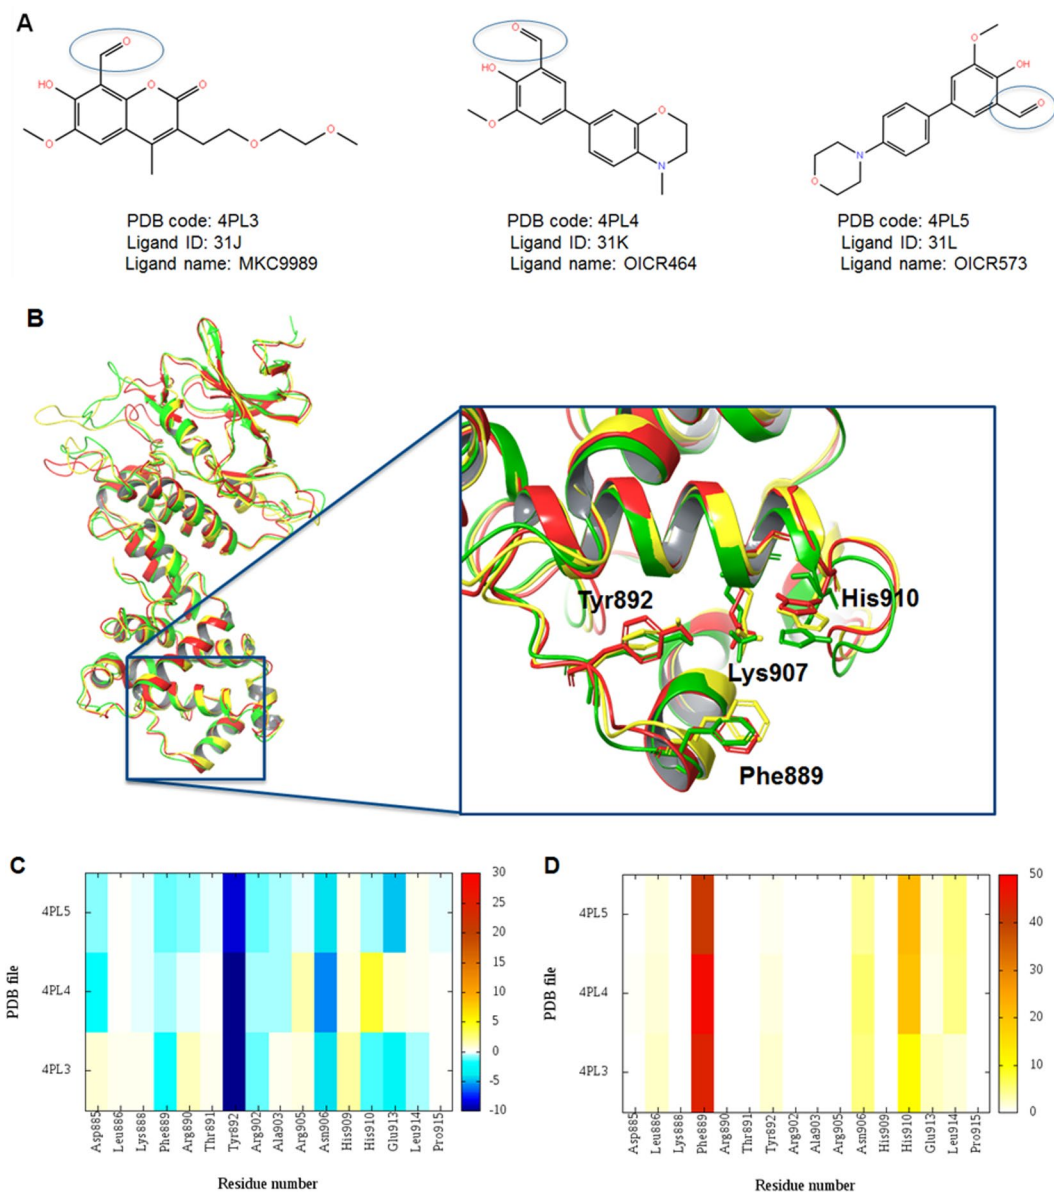 A
O
O
O
HO
O
O
O
O
O
HO
O
O
N
O
OH
O
N
O
PDB code: 4PL3
Ligand ID: 31J
Ligand name: MKC9989
PDB code: 4PL4
Ligand ID: 31K
Ligand name: OICR464
PDB code: 4PL5
Ligand ID: 31L
Ligand name: OICR573
B
Tyr892
His910
Lys907
Phe889
C
30
25
20
15
10
5
0
-5
-10
4PL5
4PL4
4PL3
PDB file
Asp885
Leu886
Lys888
Phe889
Arg890
Thr891
Tyr892
Arg902
Ala903
Arg905
Asn906
His909
His910
Glu913
Leu914
Pro915
Residue number
D
50
40
30
20
10
0
4PL5
4PL4
4PL3
PDB file
Asp885
Leu886
Lys888
Phe889
Arg890
Thr891
Tyr892
Arg902
Ala903
Arg905
Asn906
His909
His910
Glu913
Leu914
Pro915
Residue number